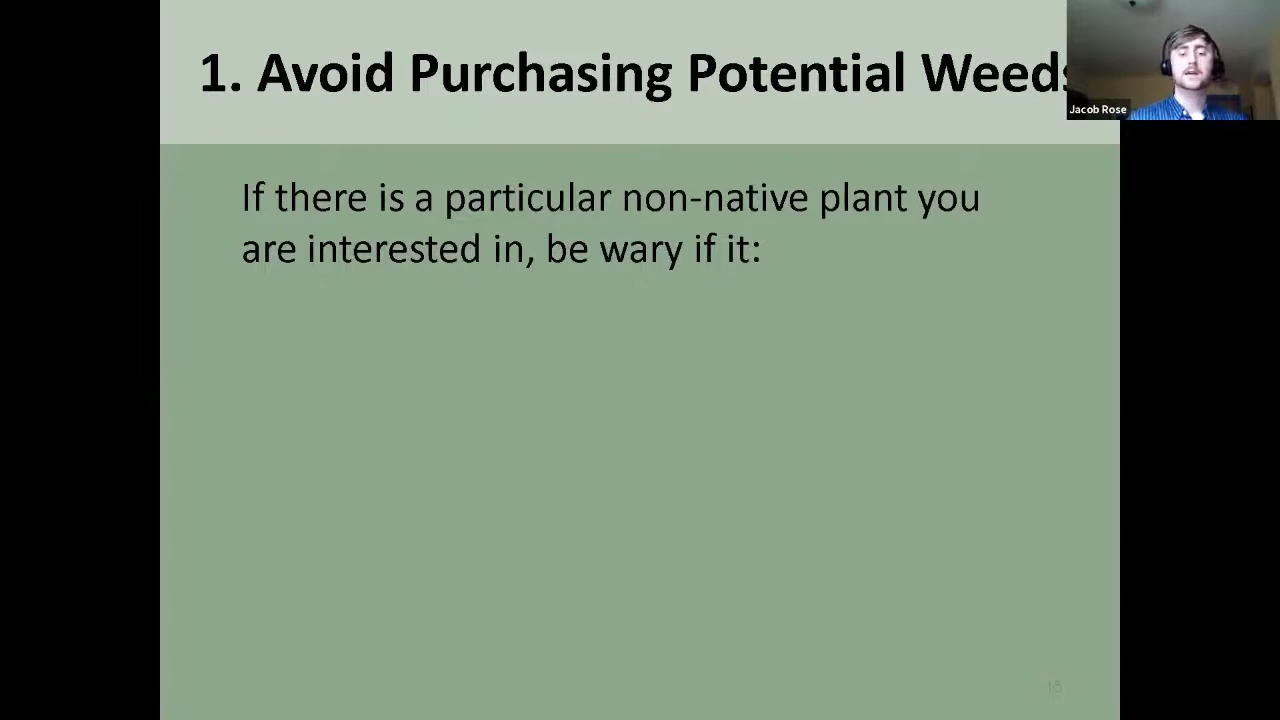 1. Avoid Purchasing Potential Weeds
Jacob Rose
If there is a particular non-native plant you
are interested in, be wary if it:
16